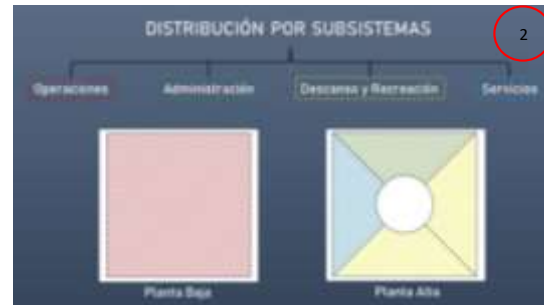 DISTRIBUCIÓN POR SUBSISTEMAS
2
Operaciones Administración Descanso y Recreación Servicios
Planta Baja Planta Alta